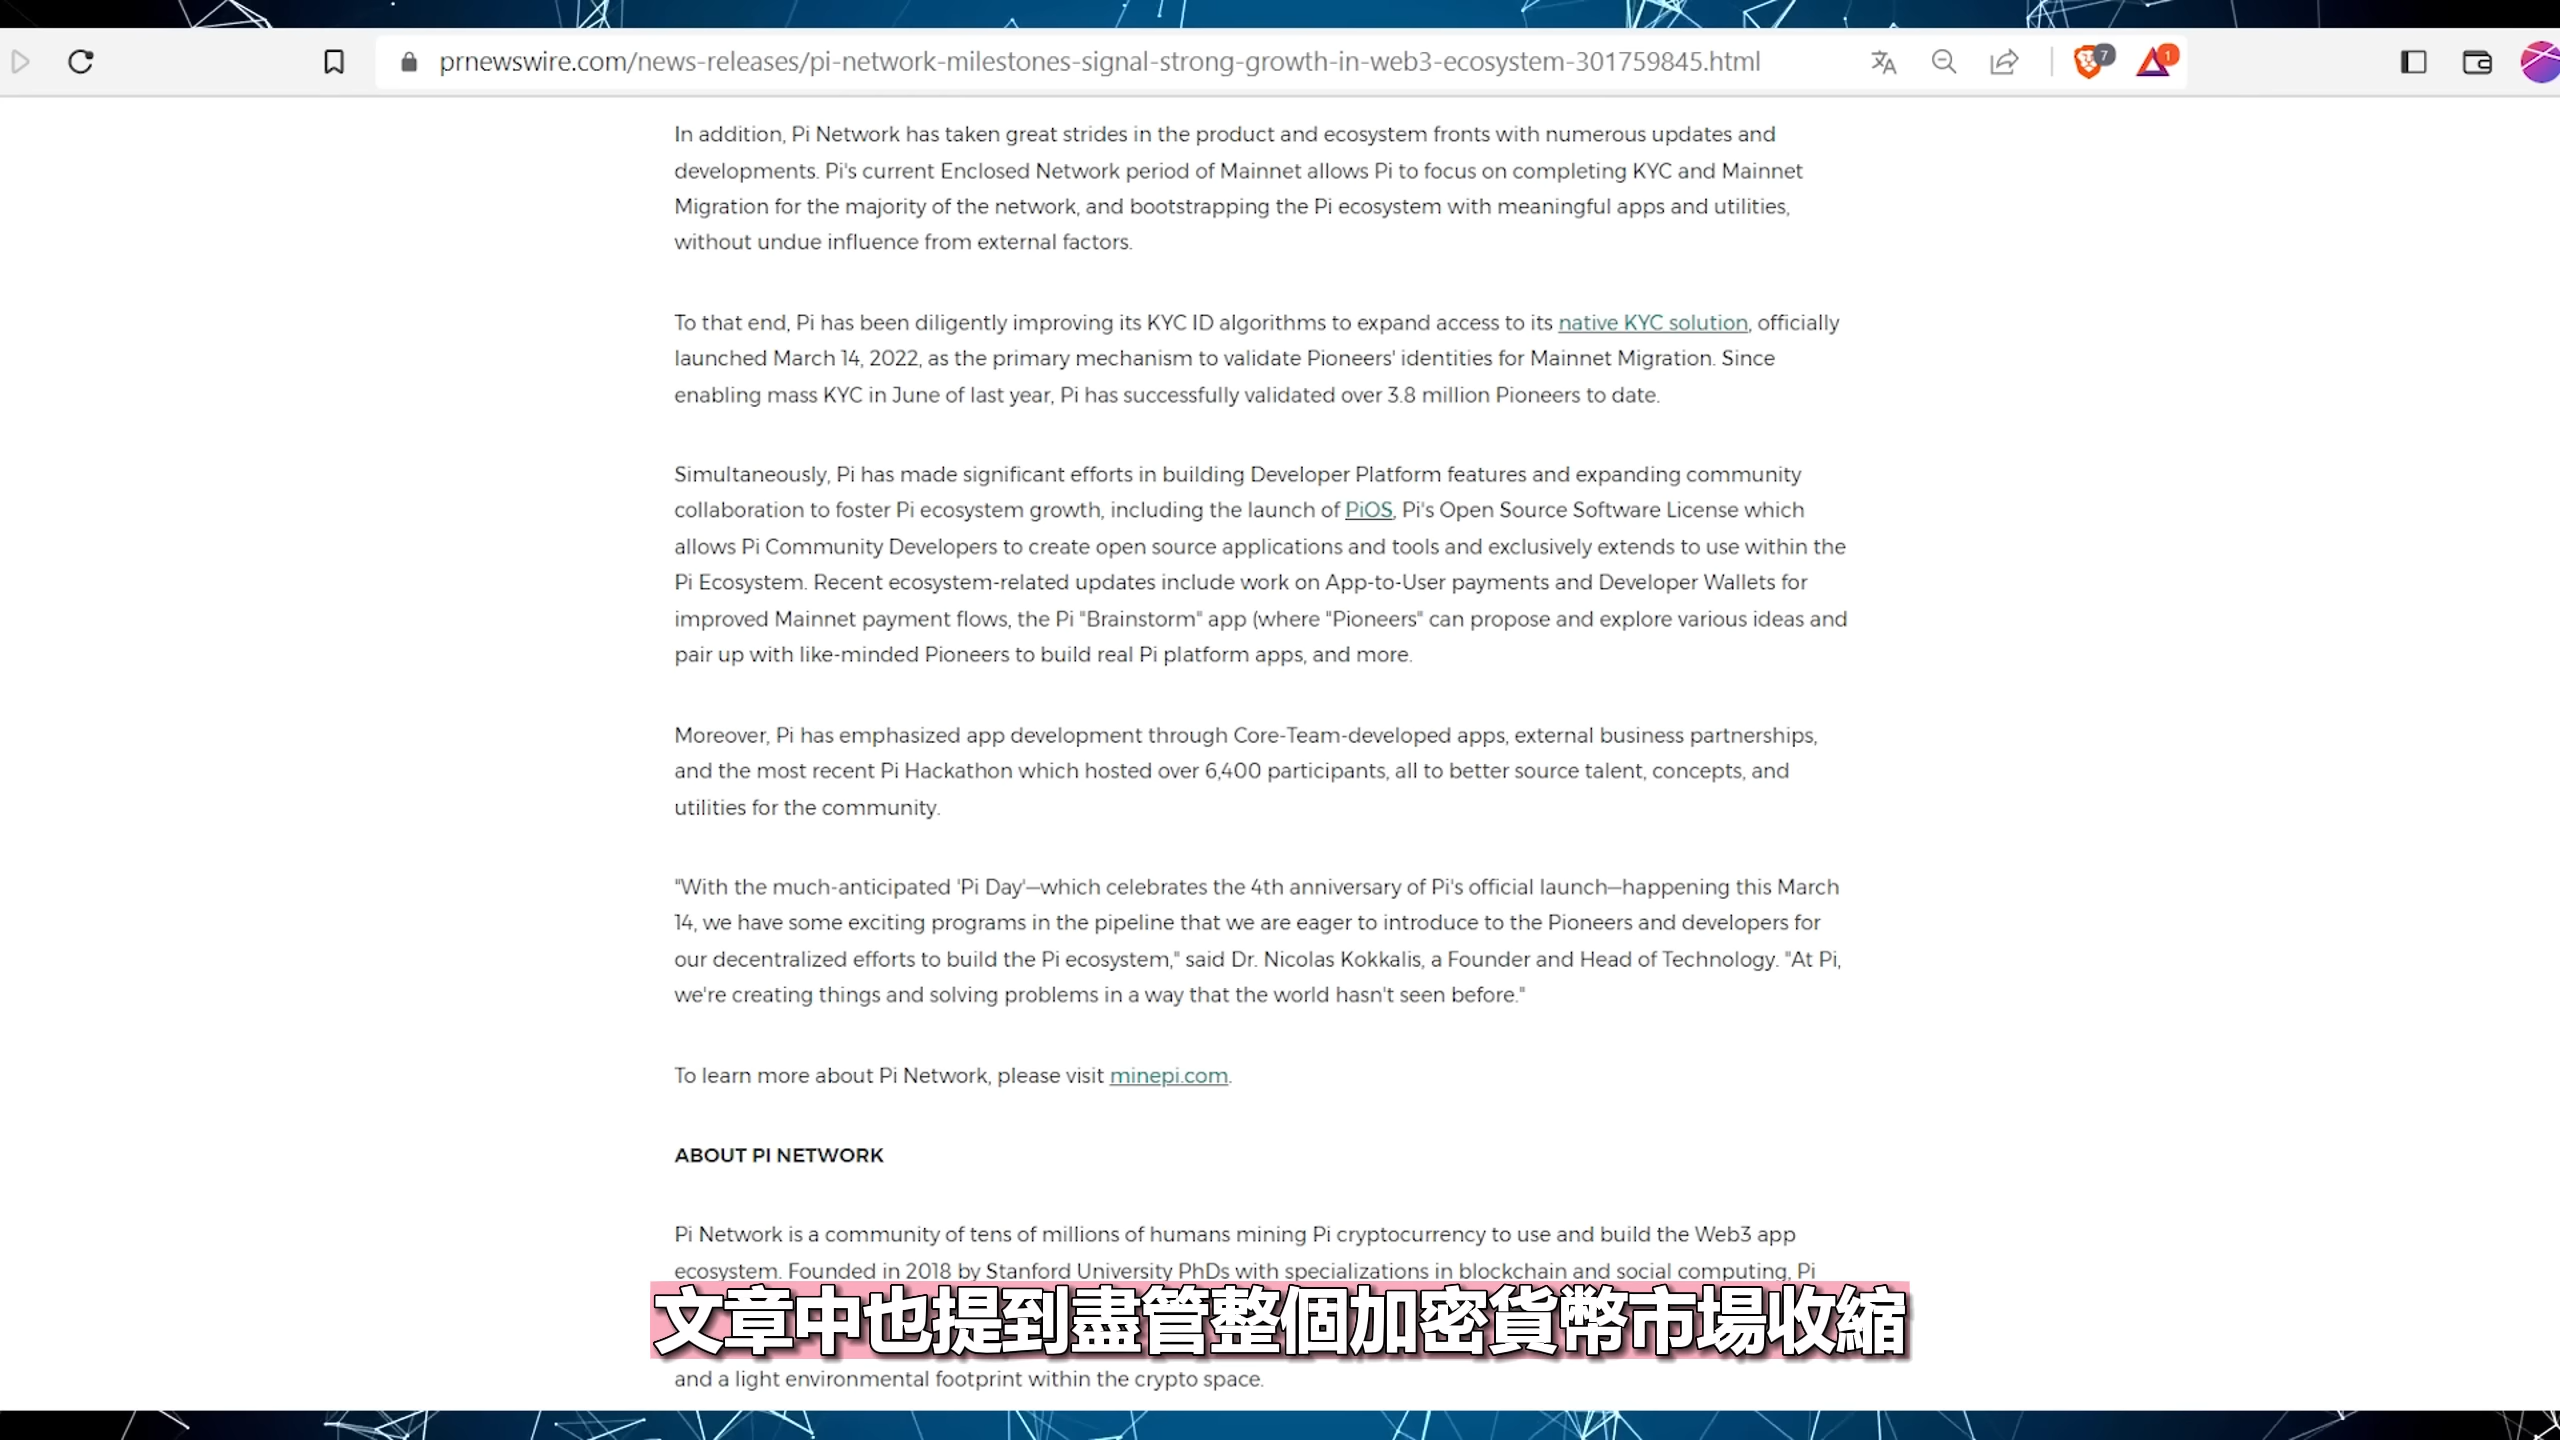 prnewswire.com/news-releases/pi-network-milestones-signal-strong-growth-in-web3-ecosystem-301759845.html
7
1
In addition, Pi Network has taken great strides in the product and ecosystem fronts with numerous updates and
developments. Pi's current Enclosed Network period of Mainnet allows Pi to focus on completing KYC and Mainnet
Migration for the majority of the network, and bootstrapping the Pi ecosystem with meaningful apps and utilities,
without undue influence from external factors.
To that end, Pi has been diligently improving its KYC ID algorithms to expand access to its native KYC solution, officially
launched March 14, 2022, as the primary mechanism to validate Pioneers' identities for Mainnet Migration. Since
enabling mass KYC in June of last year, Pi has successfully validated over 3.8 million Pioneers to date.
Simultaneously, Pi has made significant efforts in building Developer Platform features and expanding community
collaboration to foster Pi ecosystem growth, including the launch of PiOS, Pi's Open Source Software License which
allows Pi Community Developers to create open source applications and tools and exclusively extends to use within the
Pi Ecosystem. Recent ecosystem-related updates include work on App-to-User payments and Developer Wallets for
improved Mainnet payment flows, the Pi "Brainstorm" app (where "Pioneers" can propose and explore various ideas and
pair up with like-minded Pioneers to build real Pi platform apps, and more.
Moreover, Pi has emphasized app development through Core-Team-developed apps, external business partnerships,
and the most recent Pi Hackathon which hosted over 6,400 participants, all to better source talent, concepts, and
utilities for the community.
"With the much-anticipated 'Pi Day'—which celebrates the 4th anniversary of Pi's official launch—happening this March
14, we have some exciting programs in the pipeline that we are eager to introduce to the Pioneers and developers for
our decentralized efforts to build the Pi ecosystem," said Dr. Nicolas Kokkalis, a Founder and Head of Technology. "At Pi,
we're creating things and solving problems in a way that the world hasn't seen before."
To learn more about Pi Network, please visit minepi.com.
ABOUT PI NETWORK
Pi Network is a community of tens of millions of humans mining Pi cryptocurrency to use and build the Web3 app
ecosystem. Founded in 2018 by Stanford University PhDs with specializations in blockchain and social computing, Pi
文章中也提到盡管整個加密貨幣市場收縮
and a light environmental footprint within the crypto space.